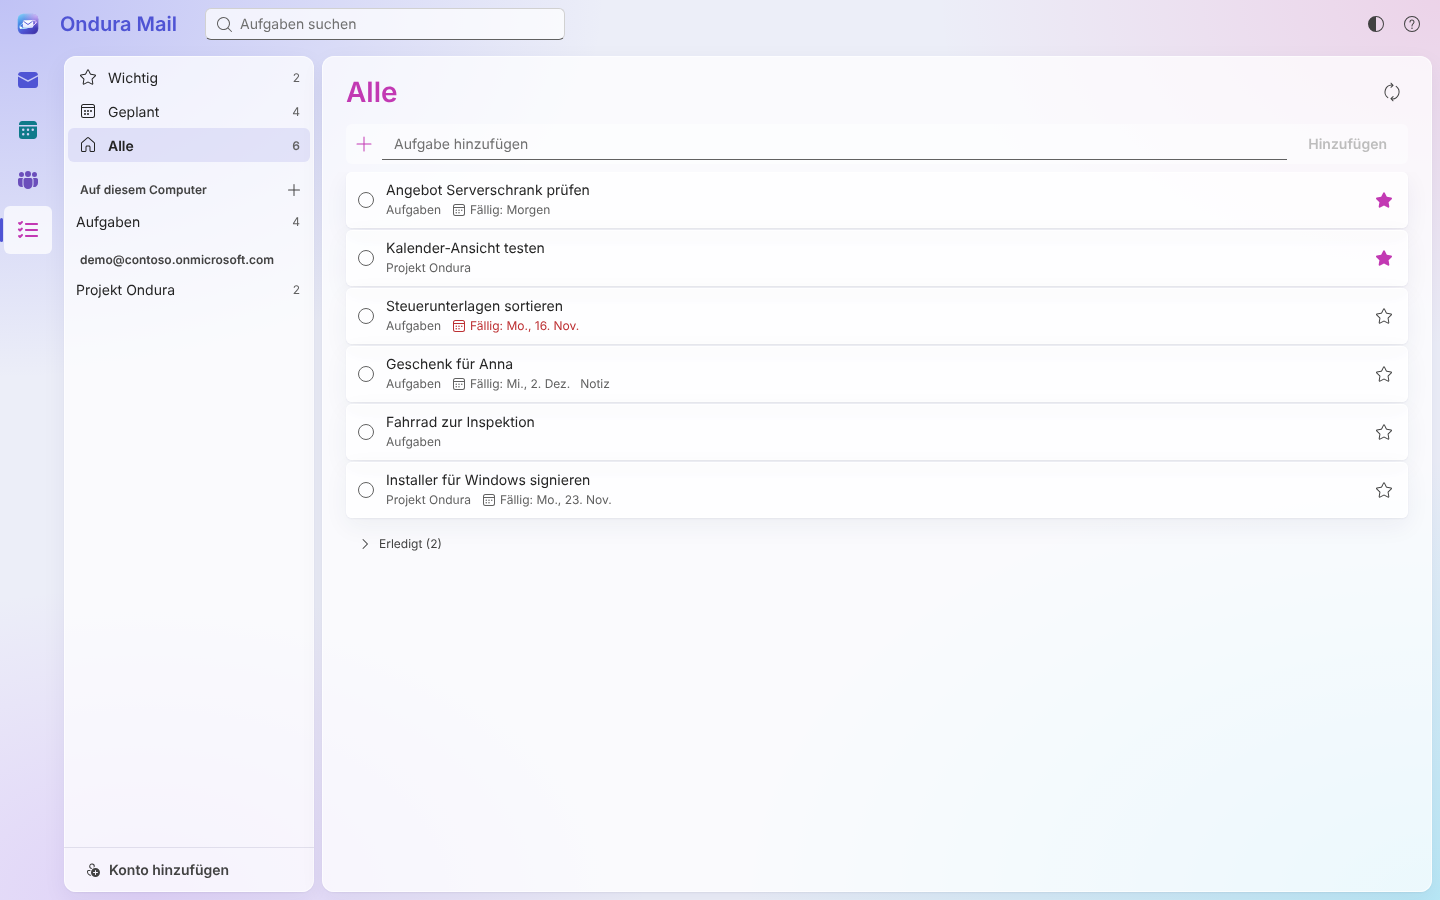 Ondura Mail
Aufgaben suchen
Wichtig 2
Geplant 4
Alle 6
Auf diesem Computer
Aufgaben 4
demo@contoso.onmicrosoft.com
Projekt Ondura 2
Konto hinzufügen
Alle
Aufgabe hinzufügen
Hinzufügen
Angebot Serverschrank prüfen
Aufgaben Fällig: Morgen
Kalender-Ansicht testen
Projekt Ondura
Steuerunterlagen sortieren
Aufgaben Fällig: Mo., 16. Nov.
Geschenk für Anna
Aufgaben Fällig: Mi., 2. Dez. Notiz
Fahrrad zur Inspektion
Aufgaben
Installer für Windows signieren
Projekt Ondura Fällig: Mo., 23. Nov.
Erledigt (2)